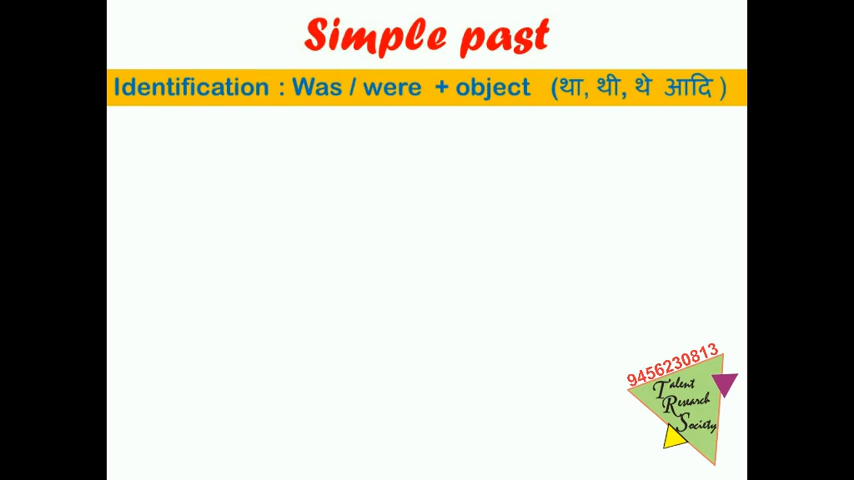 Simple past
Identification : Was / were + object (था, थी, थे आदि )
9456230813
Talent
Research
Society